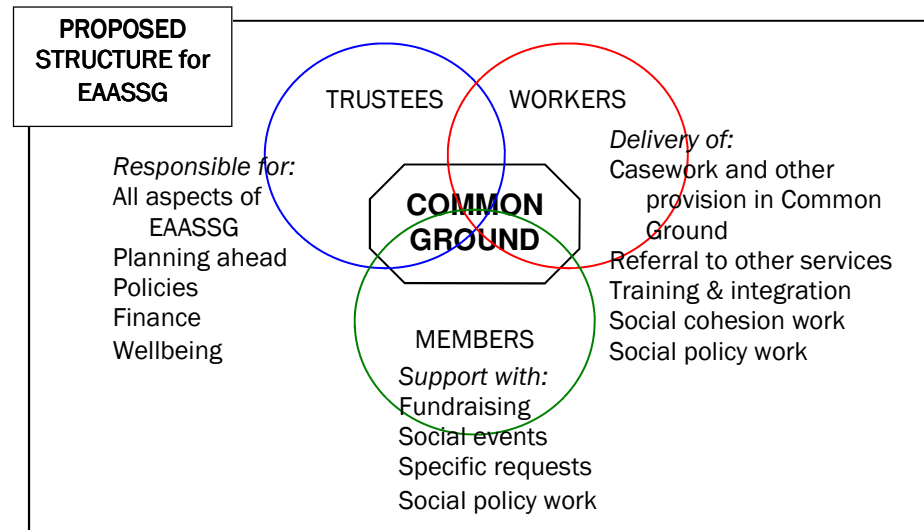 PROPOSED
STRUCTURE for
EAASSG
TRUSTEES
WORKERS
Responsible for:
All aspects of
EAASSG
Planning ahead
Policies
Finance
Wellbeing
COMMON
GROUND
Delivery of:
Casework and other
provision in Common
Ground
Referral to other services
Training & integration
Social cohesion work
Social policy work
MEMBERS
Support with:
Fundraising
Social events
Specific requests
Social policy work